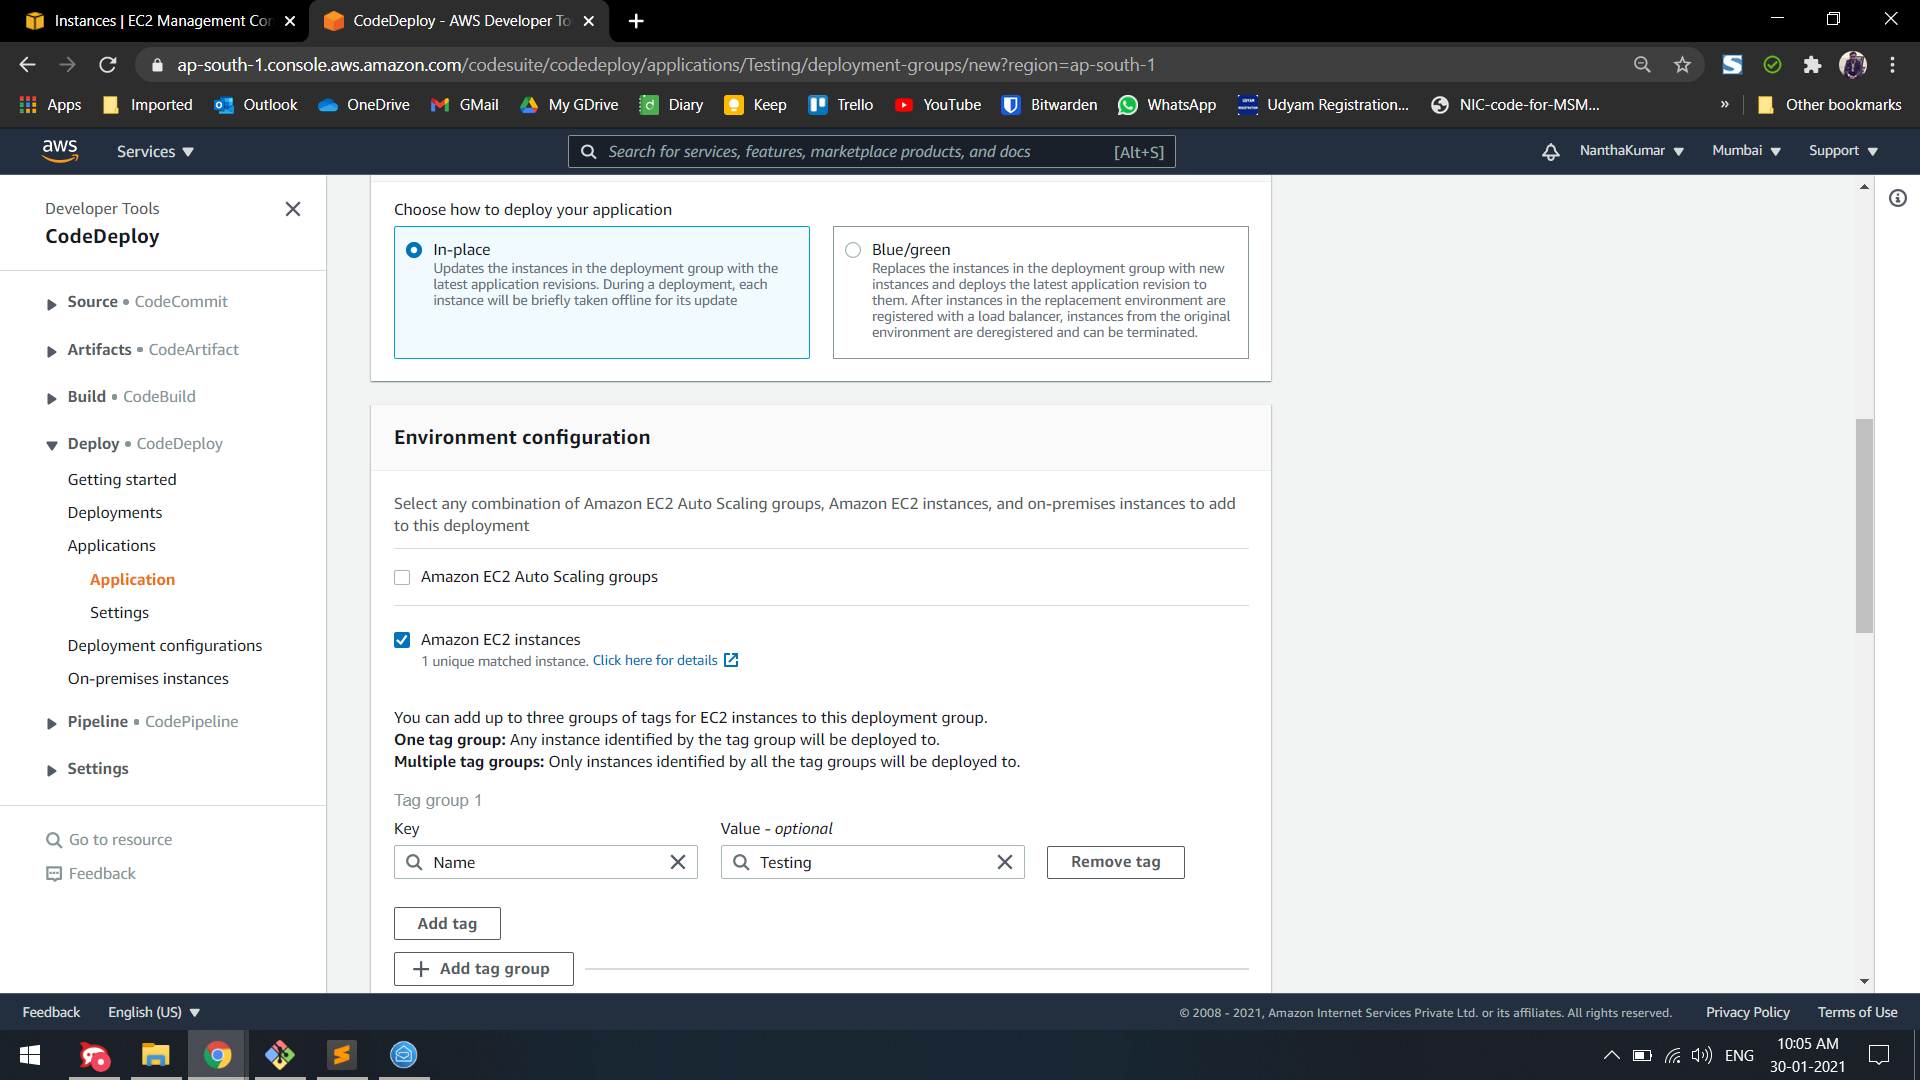 Instances | EC2 Management Con
CodeDeploy - AWS Developer To
ap-south-1.console.aws.amazon.com/codesuite/codedeploy/applications/Testing/deployment-groups/new?region=ap-south-1
Apps
Imported
Outlook
OneDrive
GMail
My GDrive
Diary
Keep
Trello
YouTube
Bitwarden
WhatsApp
Udyam Registration...
NIC-code-for-MSM...
»
Other bookmarks
aws
Services
Search for services, features, marketplace products, and docs
[Alt+S]
NanthaKumar
Mumbai
Support
Developer Tools
CodeDeploy
Source • CodeCommit
Artifacts • CodeArtifact
Build • CodeBuild
Deploy • CodeDeploy
Getting started
Deployments
Applications
Application
Settings
Deployment configurations
On-premises instances
Pipeline • CodePipeline
Settings
Go to resource
Feedback
Choose how to deploy your application
In-place
Updates the instances in the deployment group with the
latest application revisions. During a deployment, each
instance will be briefly taken offline for its update
Blue/green
Replaces the instances in the deployment group with new
instances and deploys the latest application revision to
them. After instances in the replacement environment are
registered with a load balancer, instances from the original
environment are deregistered and can be terminated.
Environment configuration
Select any combination of Amazon EC2 Auto Scaling groups, Amazon EC2 instances, and on-premises instances to add
to this deployment
Amazon EC2 Auto Scaling groups
Amazon EC2 instances
1 unique matched instance. Click here for details
You can add up to three groups of tags for EC2 instances to this deployment group.
One tag group: Any instance identified by the tag group will be deployed to.
Multiple tag groups: Only instances identified by all the tag groups will be deployed to.
Tag group 1
Key
Value - optional
Name
Testing
Remove tag
Add tag
Add tag group
Feedback
English (US)
© 2008 - 2021, Amazon Internet Services Private Ltd. or its affiliates. All rights reserved.
Privacy Policy
Terms of Use
ENG
10:05 AM
30-01-2021